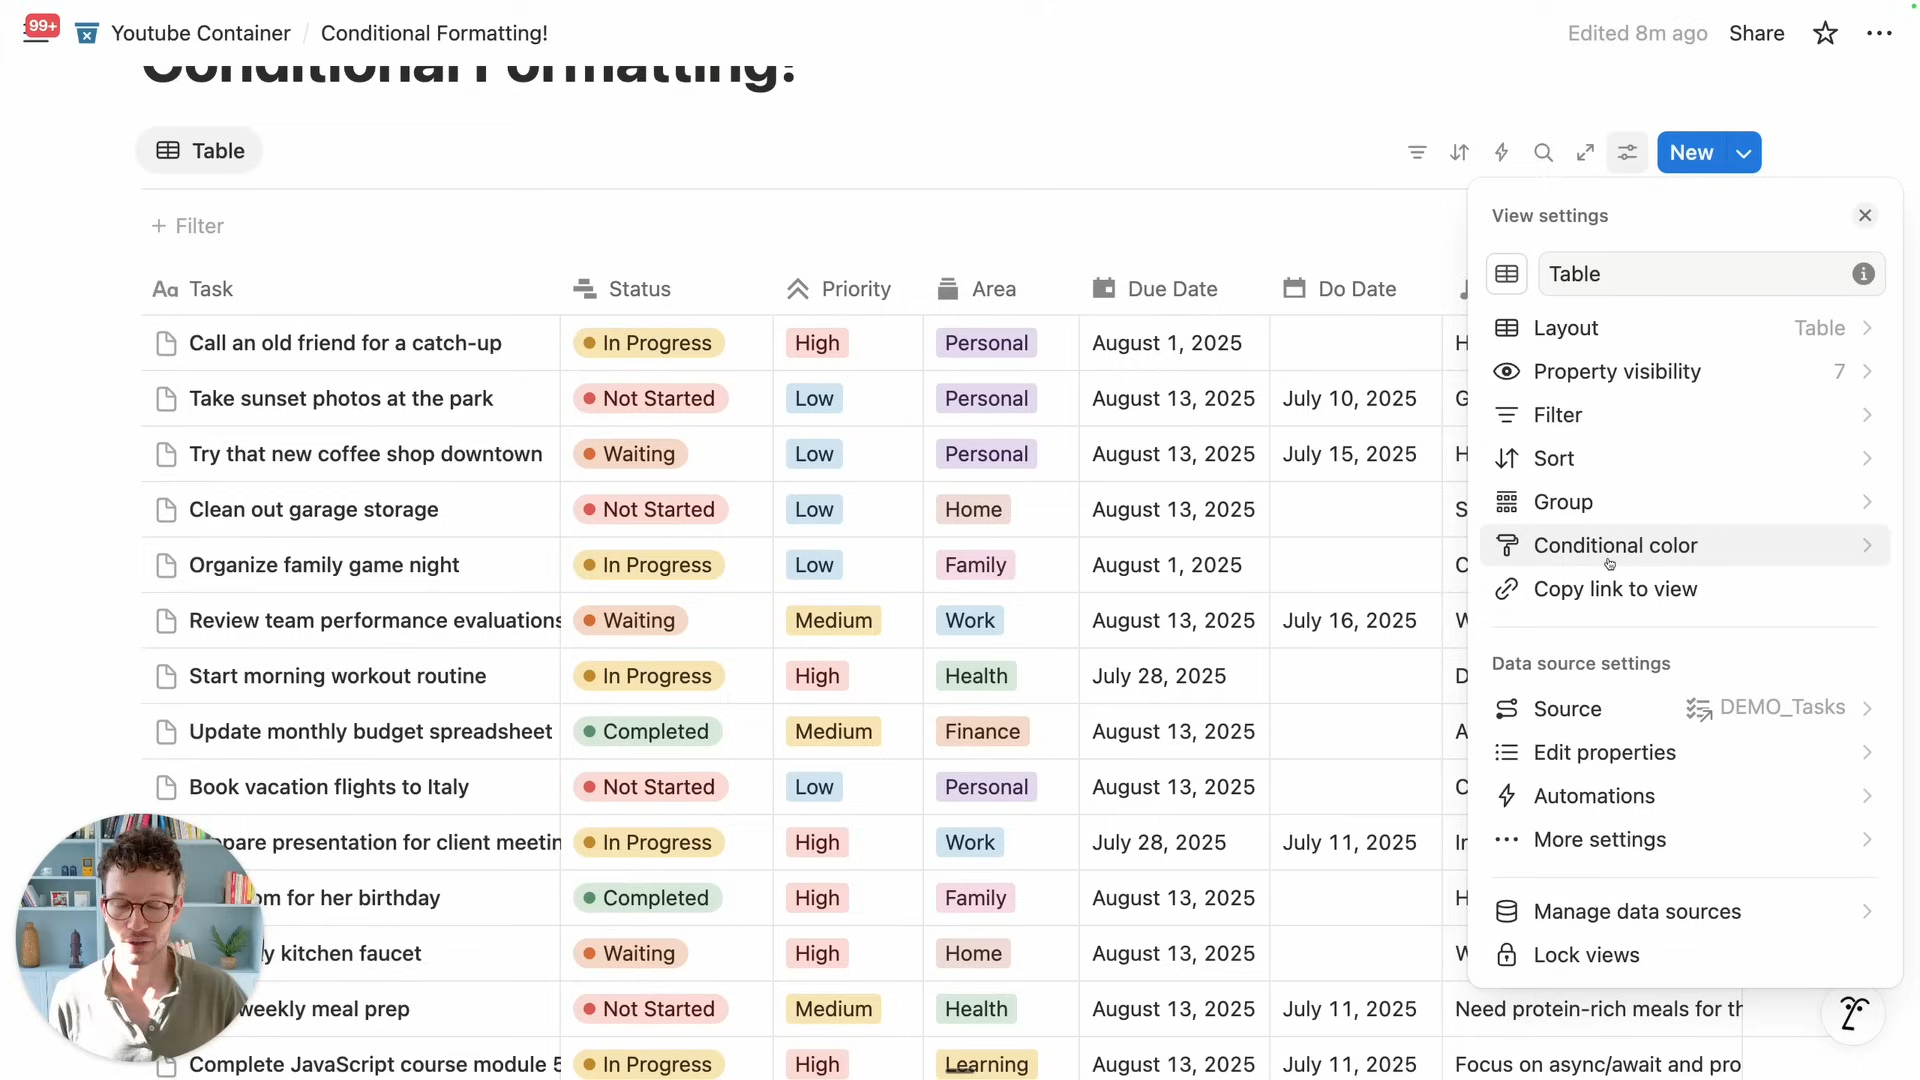 99+ Youtube Container / Conditional Formatting! Edited 8m ago Share
Conditional Formatting!
Table New
+ Filter
Aa Task Status Priority Area Due Date Do Date
Call an old friend for a catch-up In Progress High Personal August 1, 2025 H
Take sunset photos at the park Not Started Low Personal August 13, 2025 July 10, 2025 G
Try that new coffee shop downtown Waiting Low Personal August 13, 2025 July 15, 2025 H
Clean out garage storage Not Started Low Home August 13, 2025 S
Organize family game night In Progress Low Family August 1, 2025 C
Review team performance evaluations Waiting Medium Work August 13, 2025 July 16, 2025 W
Start morning workout routine In Progress High Health July 28, 2025 D
Update monthly budget spreadsheet Completed Medium Finance August 13, 2025 A
Book vacation flights to Italy Not Started Low Personal August 13, 2025 C
pare presentation for client meetin In Progress High Work July 28, 2025 July 11, 2025 In
om for her birthday Completed High Family August 13, 2025 H
y kitchen faucet Waiting High Home August 13, 2025 W
weekly meal prep Not Started Medium Health August 13, 2025 July 11, 2025 Need protein-rich meals for th
Complete JavaScript course module 5 In Progress High Learning August 13, 2025 July 11, 2025 Focus on async/await and pro
View settings
Table
Layout Table
Property visibility 7
Filter
Sort
Group
Conditional color
Copy link to view
Data source settings
Source DEMO_Tasks
Edit properties
Automations
More settings
Manage data sources
Lock views